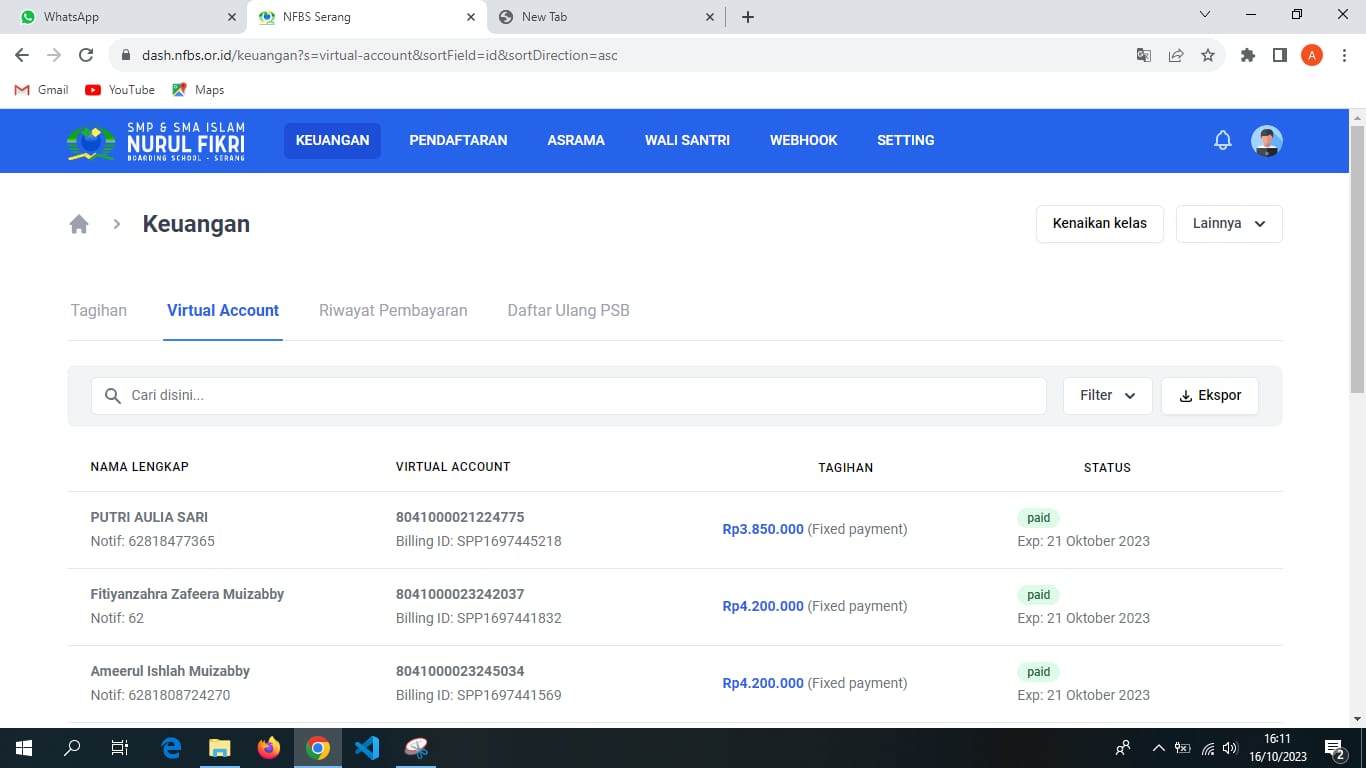 WhatsApp
NFBS Serang
New Tab
dash.nfbs.or.id/keuangan?s=virtual-account&sortField=id&sortDirection=asc
A
Gmail
YouTube
Maps
SMP & SMA ISLAM
NURUL FIKRI
BOARDING SCHOOL - SERANG
KEUANGAN
PENDAFTARAN
ASRAMA
WALI SANTRI
WEBHOOK
SETTING
Keuangan
Kenaikan kelas
Lainnya
Tagihan
Virtual Account
Riwayat Pembayaran
Daftar Ulang PSB
Cari disini...
Filter
Ekspor
NAMA LENGKAP
VIRTUAL ACCOUNT
TAGIHAN
STATUS
PUTRI AULIA SARI
Notif: 62818477365
8041000021224775
Billing ID: SPP1697445218
Rp3.850.000 (Fixed payment)
paid
Exp: 21 Oktober 2023
Fitiyanzahra Zafeera Muizabby
Notif: 62
8041000023242037
Billing ID: SPP1697441832
Rp4.200.000 (Fixed payment)
paid
Exp: 21 Oktober 2023
Ameerul Ishlah Muizabby
Notif: 6281808724270
8041000023245034
Billing ID: SPP1697441569
Rp4.200.000 (Fixed payment)
paid
Exp: 21 Oktober 2023
16:11
16/10/2023
2